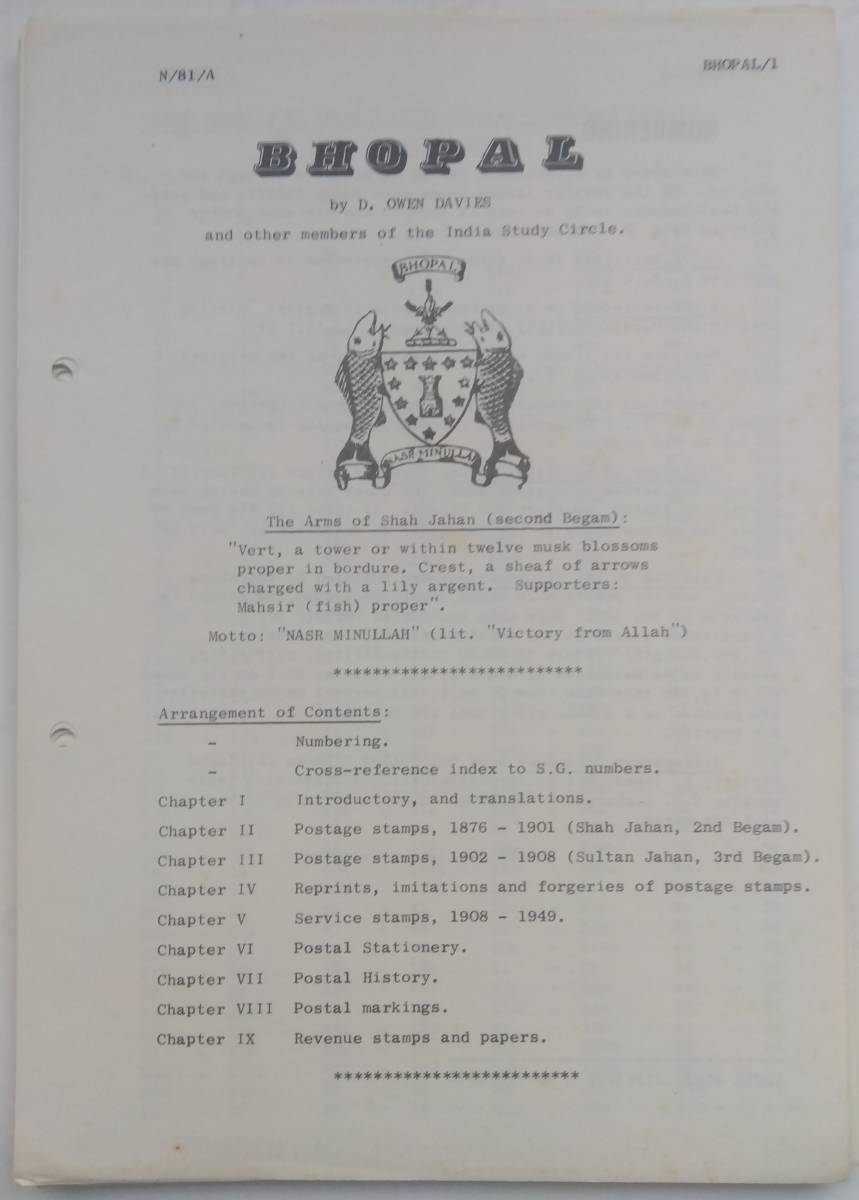 N/81/A
BHOPAL/1
BHOPAL
by D. OWEN DAVIES
and other members of the India Study Circle.
BHOPAL
NASR MINULLAH
The Arms of Shah Jahan (second Begam):
"Vert, a tower or within twelve musk blossoms
proper in bordure. Crest, a sheaf of arrows
charged with a lily argent. Supporters:
Mahsir (fish) proper".
Motto: "NASR MINULLAH" (lit. "Victory from Allah")
**************************
Arrangement of Contents:
- Numbering.
- Cross-reference index to S.G. numbers.
Chapter I Introductory, and translations.
Chapter II Postage stamps, 1876 - 1901 (Shah Jahan, 2nd Begam).
Chapter III Postage stamps, 1902 - 1908 (Sultan Jahan, 3rd Begam).
Chapter IV Reprints, imitations and forgeries of postage stamps.
Chapter V Service stamps, 1908 - 1949.
Chapter VI Postal Stationery.
Chapter VII Postal History.
Chapter VIII Postal markings.
Chapter IX Revenue stamps and papers.
*************************